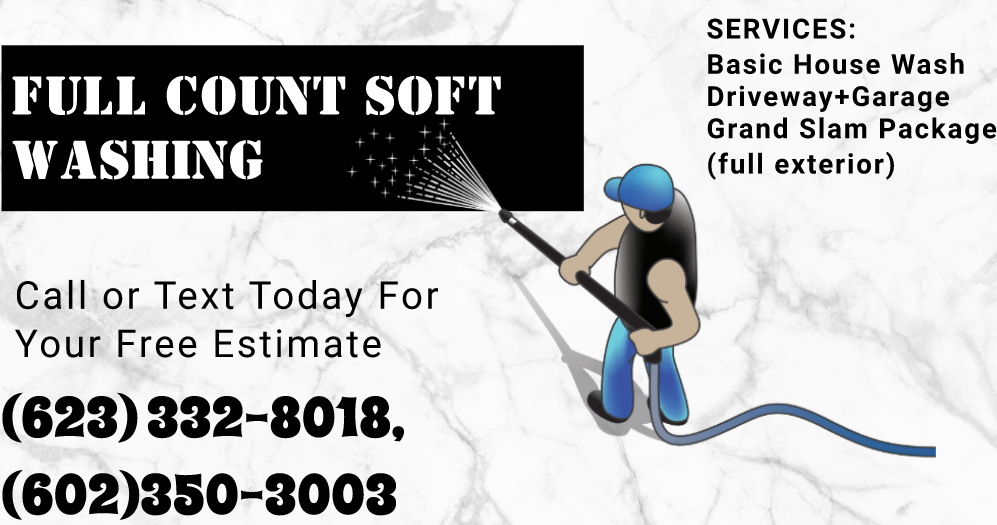 FULL COUNT SOFT
WASHING
SERVICES:
Basic House Wash
Driveway+Garage
Grand Slam Package
(full exterior)
Call or Text Today For
Your Free Estimate
(623) 332-8018,
(602)350-3003